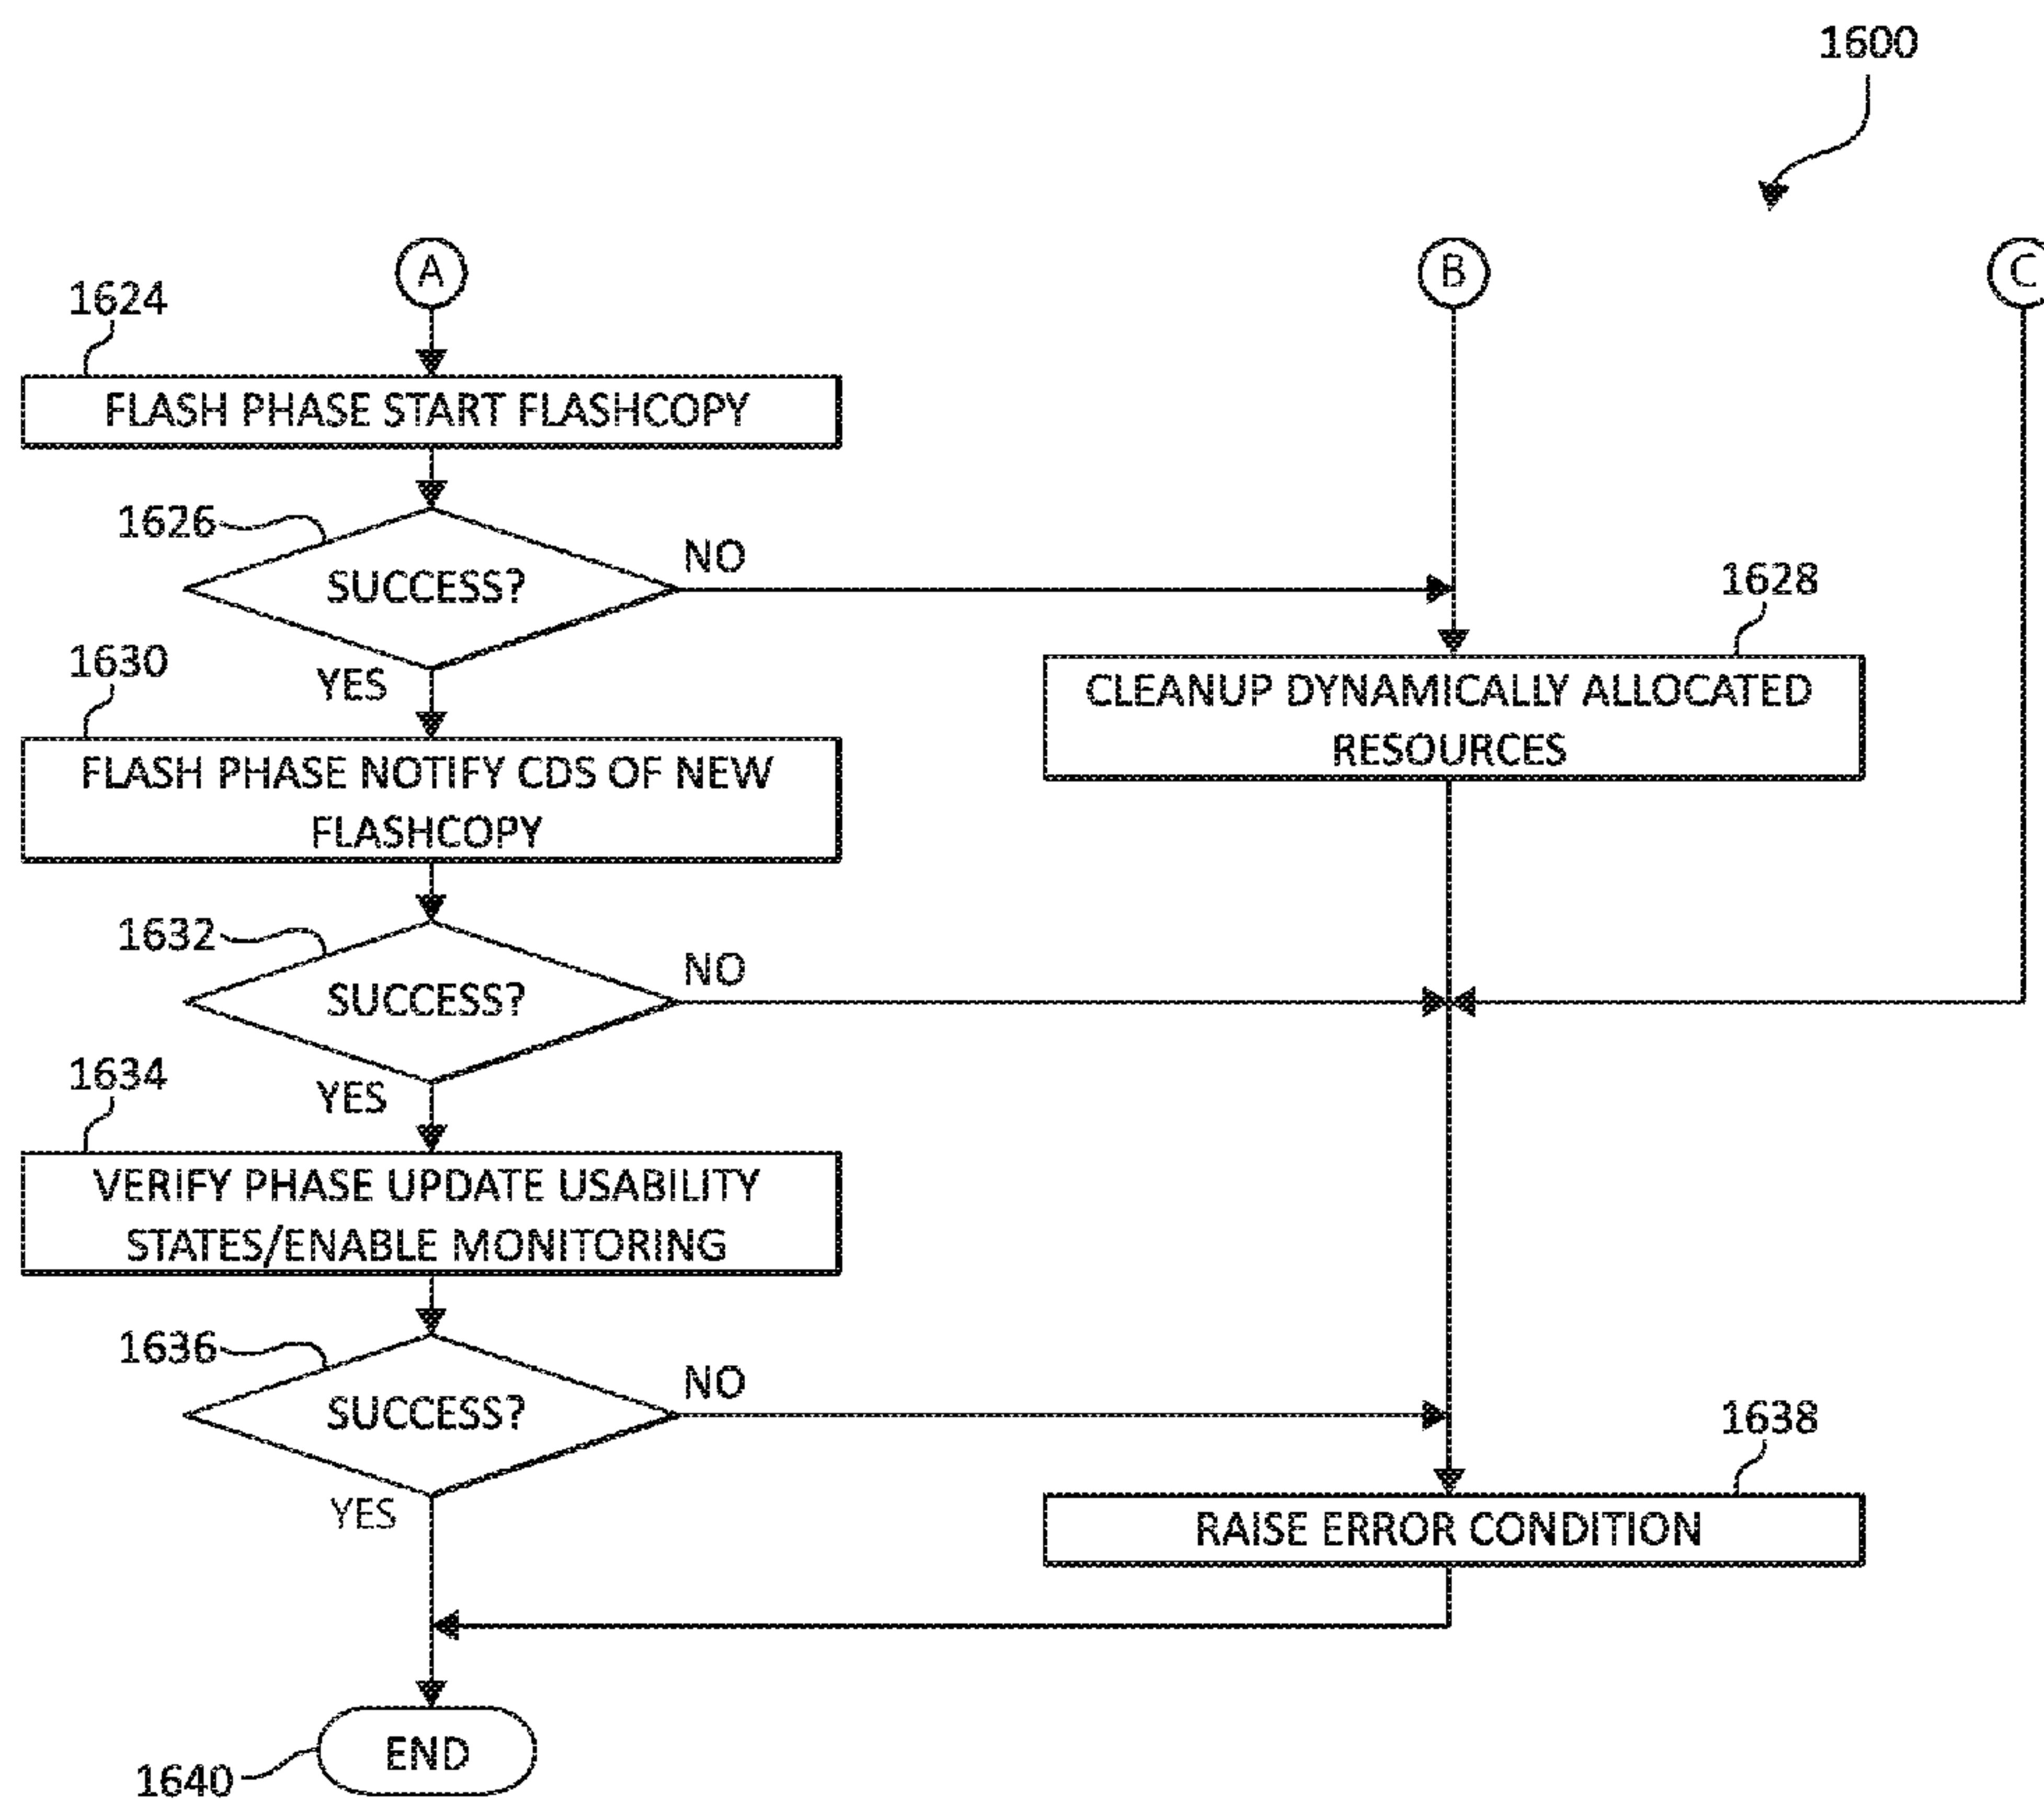 1600
A
B
C
1624
FLASH PHASE START FLASHCOPY
1626
SUCCESS?
NO
YES
1628
CLEANUP DYNAMICALLY ALLOCATED
RESOURCES
1630
FLASH PHASE NOTIFY CDS OF NEW
FLASHCOPY
1632
SUCCESS?
NO
YES
1634
VERIFY PHASE UPDATE USABILITY
STATES/ENABLE MONITORING
1636
SUCCESS?
NO
YES
1638
RAISE ERROR CONDITION
END
1640